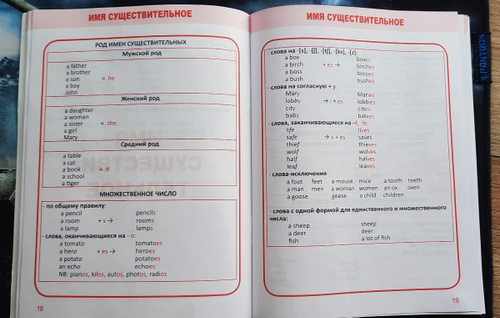 ИМЯ СУЩЕСТВИТЕЛЬНОЕ
РОД ИМЕН СУЩЕСТВИТЕЛЬНЫХ
Мужской род
a father
a brother
a son = he
a boy
John
Женский род
a daughter
a woman
a sister = she
a girl
Mary
Средний род
a table
a cat
a book = it
a school
a tiger
МНОЖЕСТВЕННОЕ ЧИСЛО
- по общему правилу:
a pencil pencils
a room + s → rooms
a lamp lamps
- слова, оканчивающиеся на - o:
a tomato tomatoes
a hero + es → heroes
a potato potatoes
an echo echoes
NB: pianos, kilos, autos, photos, radios
18
ИМЯ СУЩЕСТВИТЕЛЬНОЕ
- слова на -[s], -[ʃ], -[tʃ], -[ks], -[z]:
a box boxes
a birch + es → birches
a boss bosses
a bush bushes
- слова на согласную + y
Mary Maries
lobby → i + es lobbies
city cities
baby babies
- слова, заканчивающиеся на -f, -fe
life lives
safe → v + es saves
thief thieves
wolf wolves
half halves
leaf leaves
- слова-исключения
a foot feet a mouse mice a tooth teeth
a man men a woman women an ox oxen
a goose geese a child children
- слова с одной формой для единственного и множественного
числа:
a sheep sheep
a deer deer
fish a lot of fish
19